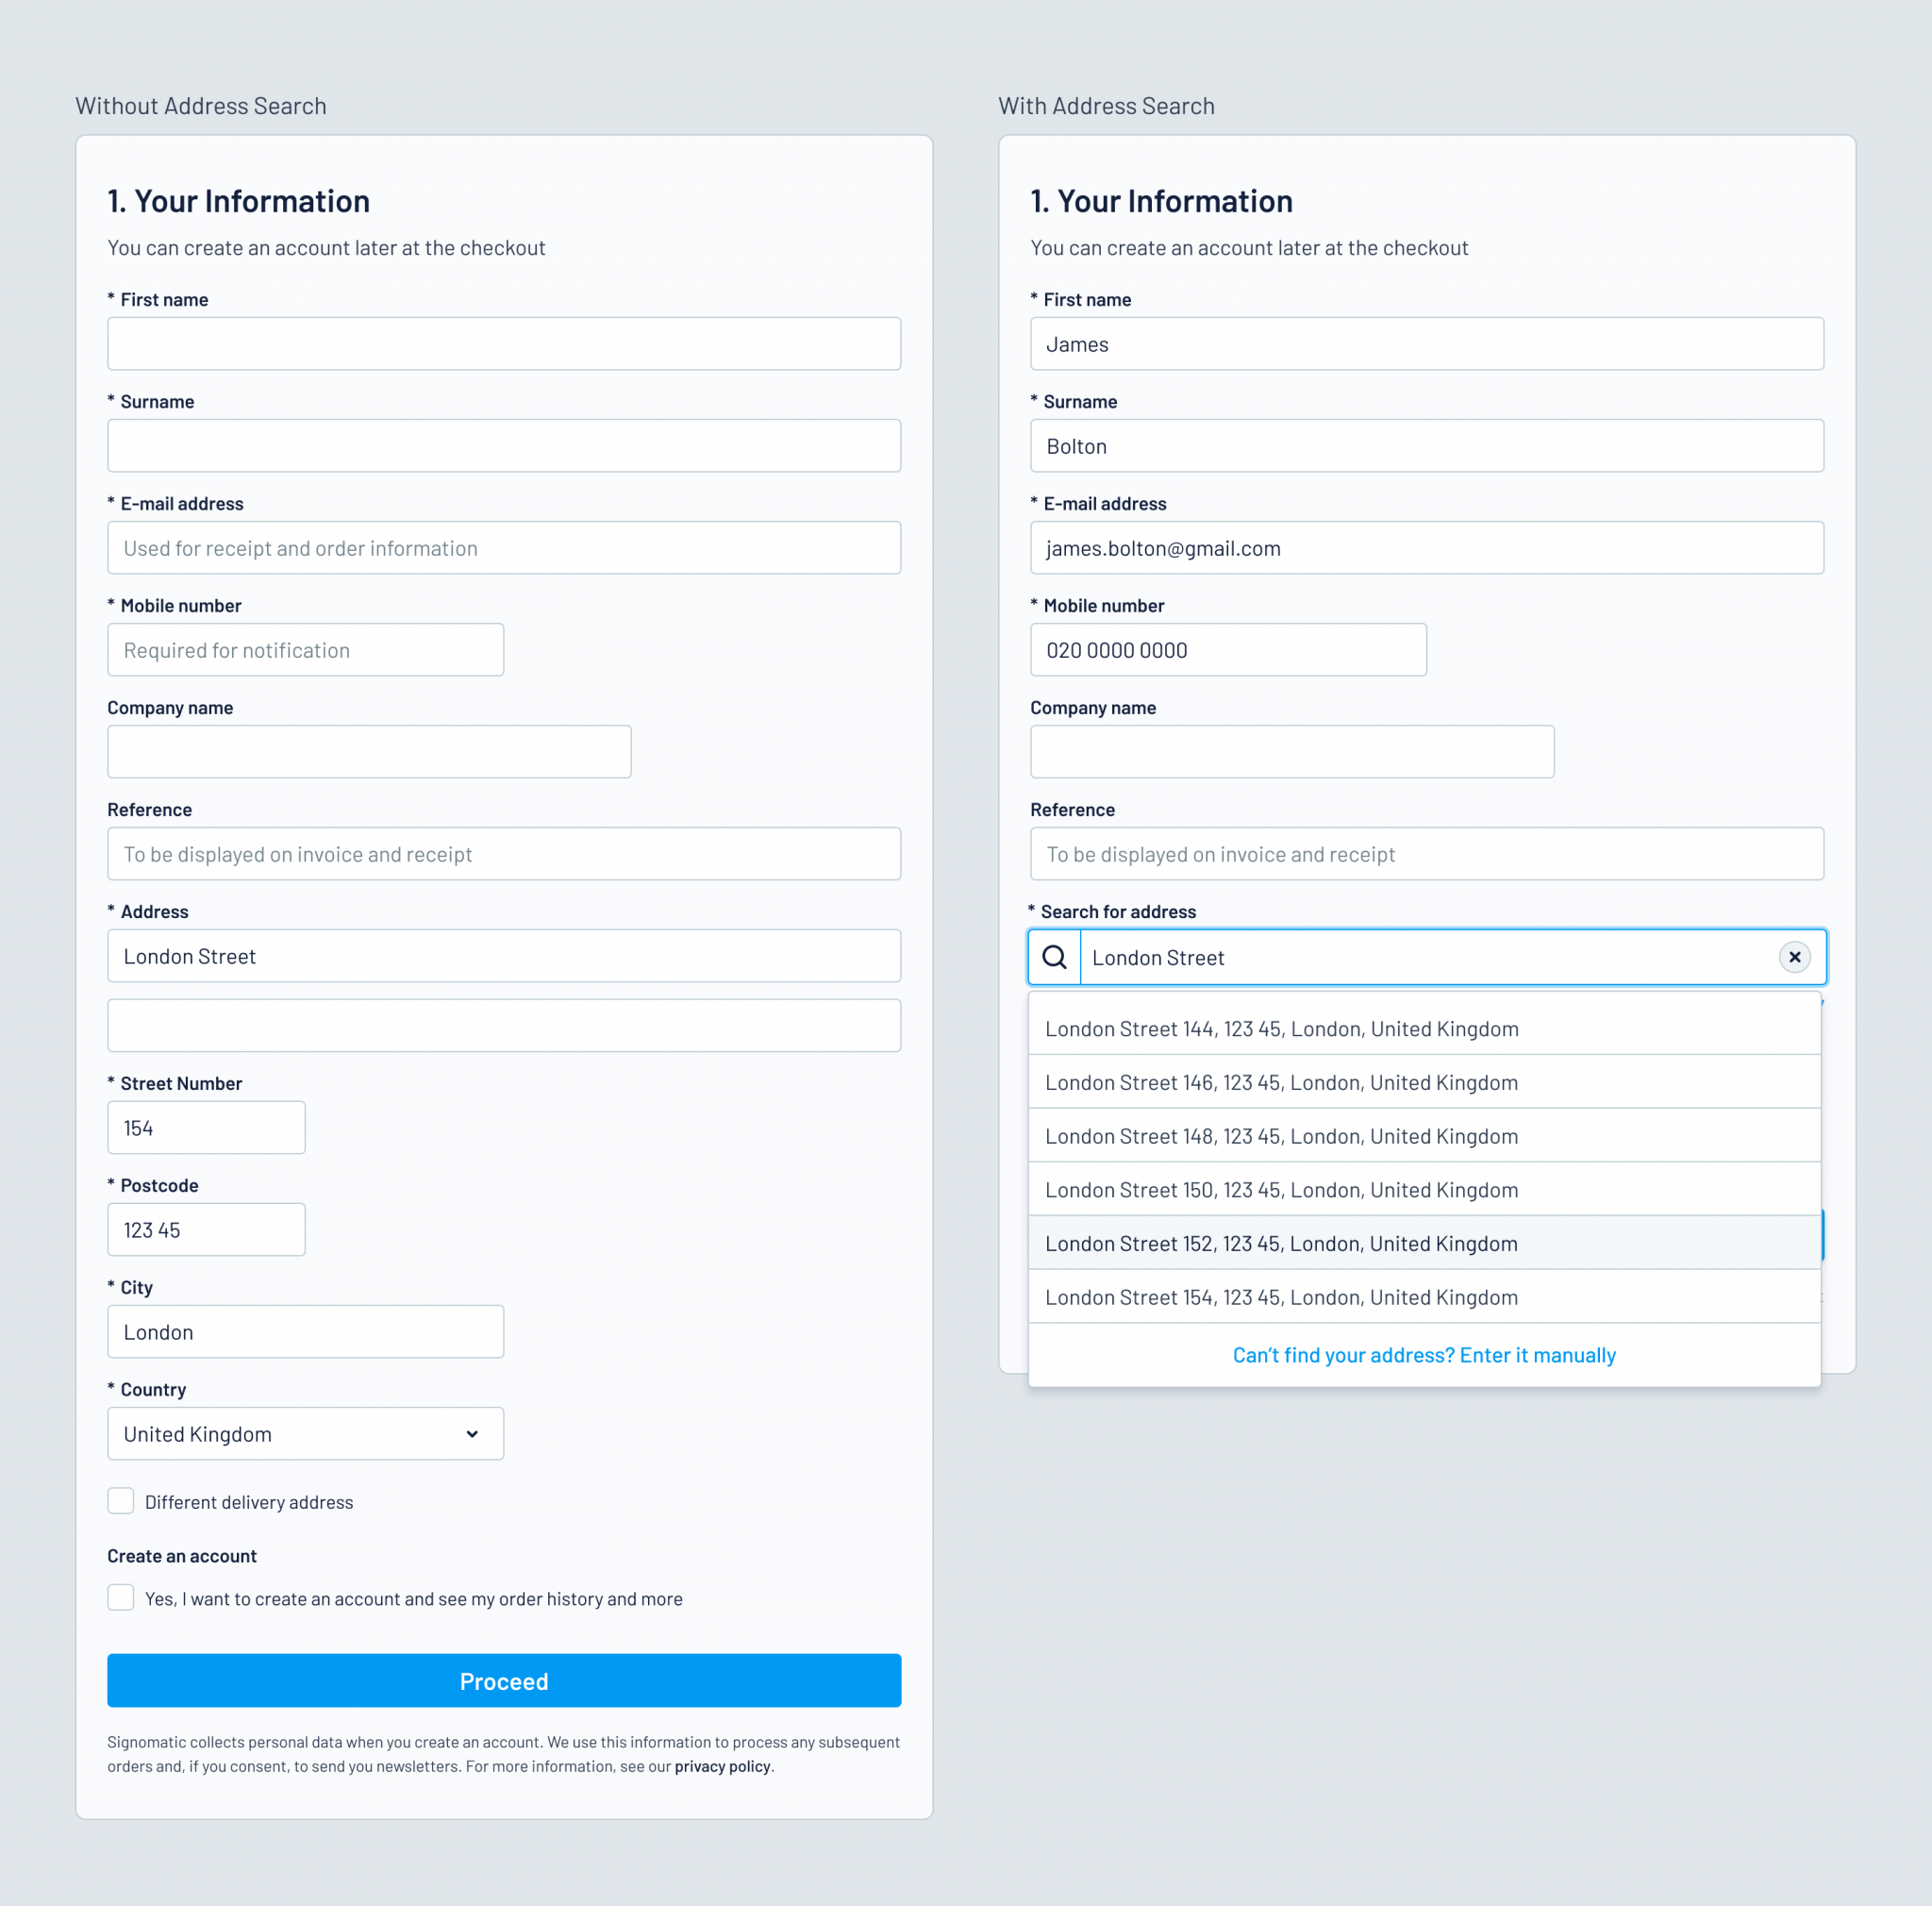 Without Address Search
1. Your Information
You can create an account later at the checkout
* First name
* Surname
* E-mail address
Used for receipt and order information
* Mobile number
Required for notification
Company name
Reference
To be displayed on invoice and receipt
* Address
London Street
* Street Number
154
* Postcode
123 45
* City
London
* Country
United Kingdom
Different delivery address
Create an account
Yes, I want to create an account and see my order history and more
Proceed
Signomatic collects personal data when you create an account. We use this information to process any subsequent
orders and, if you consent, to send you newsletters. For more information, see our privacy policy.
With Address Search
1. Your Information
You can create an account later at the checkout
* First name
James
* Surname
Bolton
* E-mail address
james.bolton@gmail.com
* Mobile number
020 0000 0000
Company name
Reference
To be displayed on invoice and receipt
* Search for address
London Street
London Street 144, 123 45, London, United Kingdom
London Street 146, 123 45, London, United Kingdom
London Street 148, 123 45, London, United Kingdom
London Street 150, 123 45, London, United Kingdom
London Street 152, 123 45, London, United Kingdom
London Street 154, 123 45, London, United Kingdom
Can’t find your address? Enter it manually